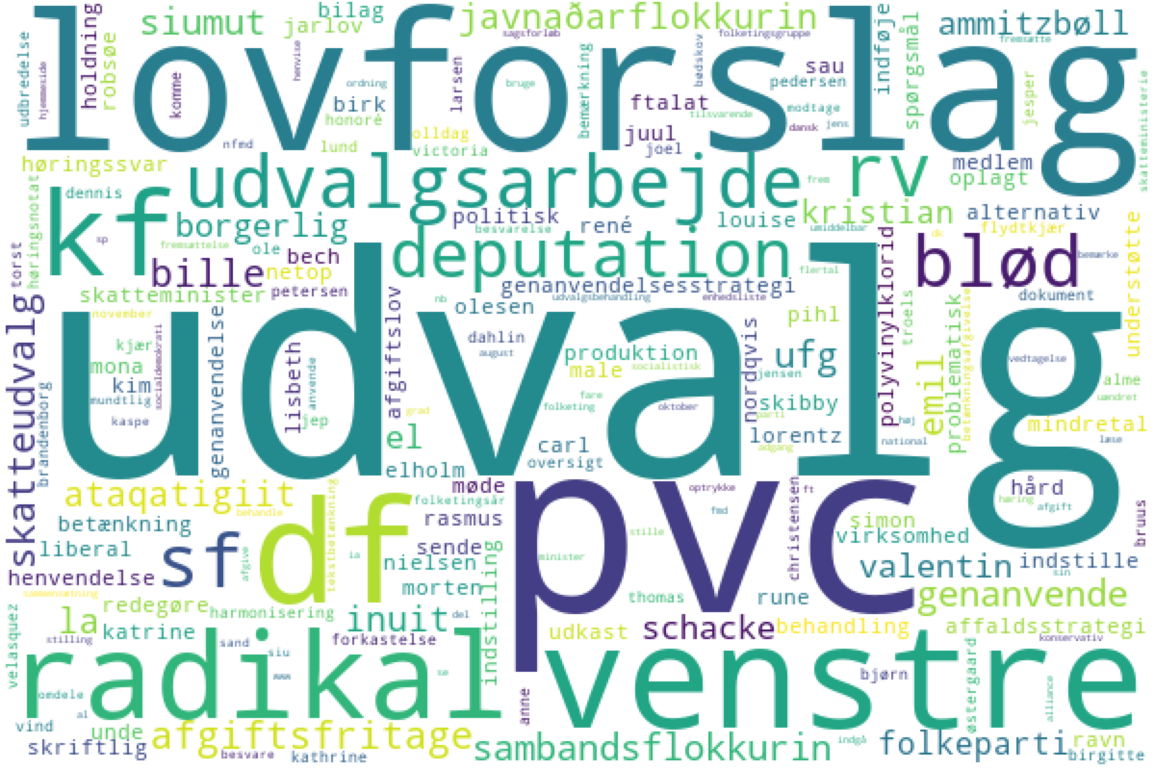 lovforslag
siumut
bilag
jarlov
javnaðarflokkurin
ammitzbøll
udbredelse
hjemmeside
holdning
robsøe
komme
henvise
ordning
birk
honoré
larsen
sagsforløb
bruge
bemærkning
folketingsgruppe
bødskov
sau
pedersen
ftalat
modtage
tilsvarende
dansk
jens
juul
joel
indføje
spørgsmål
fremsætte
jesper
skatteministerie
nfmd
lund
olldag
victoria
høringssvar
høringsnotat
dennis
udvalgsarbejde
frem
rv
medlem
oplagt
kf
sp
fremsættelse
borgerlig
ole
politisk
besvarelse
rené
louise
kristian
umiddelbar
alternativ
flydtkjær
torst
bille
netop
bech
petersen
deputation
flertal
blød
bemærke
understøtte
skatteminister
november
genanvendelsesstrategi
nb
udvalgsbehandling
enhedsliste
olesen
dokument
skatteudvalg
udvalg
kjær
mona
kim
mundtlig
kaspe
brandenborg
socialdemokrati
genanvendelse
lisbeth
anvende
jep
afgiftslov
grad
el
elholm
dahlin
august
produktion
male
socialistisk
folketing
fare
carl
oversigt
oktober
nordqvis
pihl
ufg
jensen
skibby
parti
lorentz
adgang
polyvinylklorid
høj
national
troels
emil
problematisk
betænkningsafgivelse
vedtagelse
alme
uændret
mindretal
læse
ataqatigiit
behandle
betænkning
liberal
henvendelse
sammensætning
sf
afgive
df
tekstbetænkning
ia
møde
folketingsår
rasmus
sende
nielsen
morten
pvc
optrykke
fmd
stille
minister
christensen
ft
simon
virksomhed
hård
høring
afgift
bruus
valentin
indstille
sin
genanvende
la
redegøre
harmonisering
katrine
inuit
del
forkastelse
indstilling
thomas
rune
udkast
schacke
behandling
affaldsstrategi
velasquez
stilling
sand
siu
www
se
radikal
venstre
bjørn
østergaard
konservativ
alliance
omdele
al
vind
unde
skriftlig
afgiftsfritage
besvare
kathrine
anne
sambandsflokkurin
indgå
folkeparti
ravn
birgitte